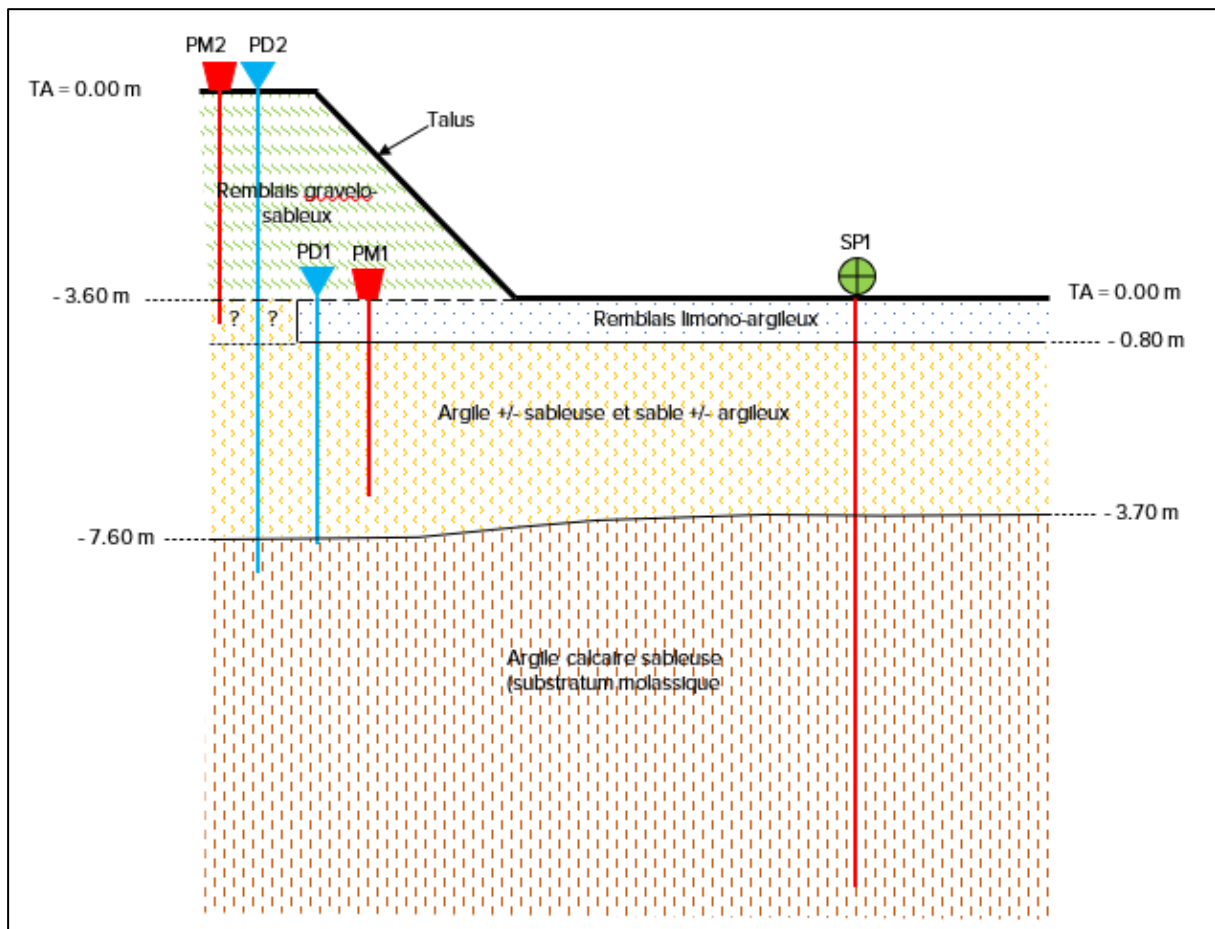 PM2 PD2
TA = 0.00 m
Talus
Remblais gravelo-
sableux
PD1 PM1
SP1
- 3.60 m
TA = 0.00 m
? ?
Remblais limono-argileux
- 0.80 m
Argile +/- sableuse et sable +/- argileux
- 3.70 m
- 7.60 m
Argile calcaire sableuse
(substratum molassique